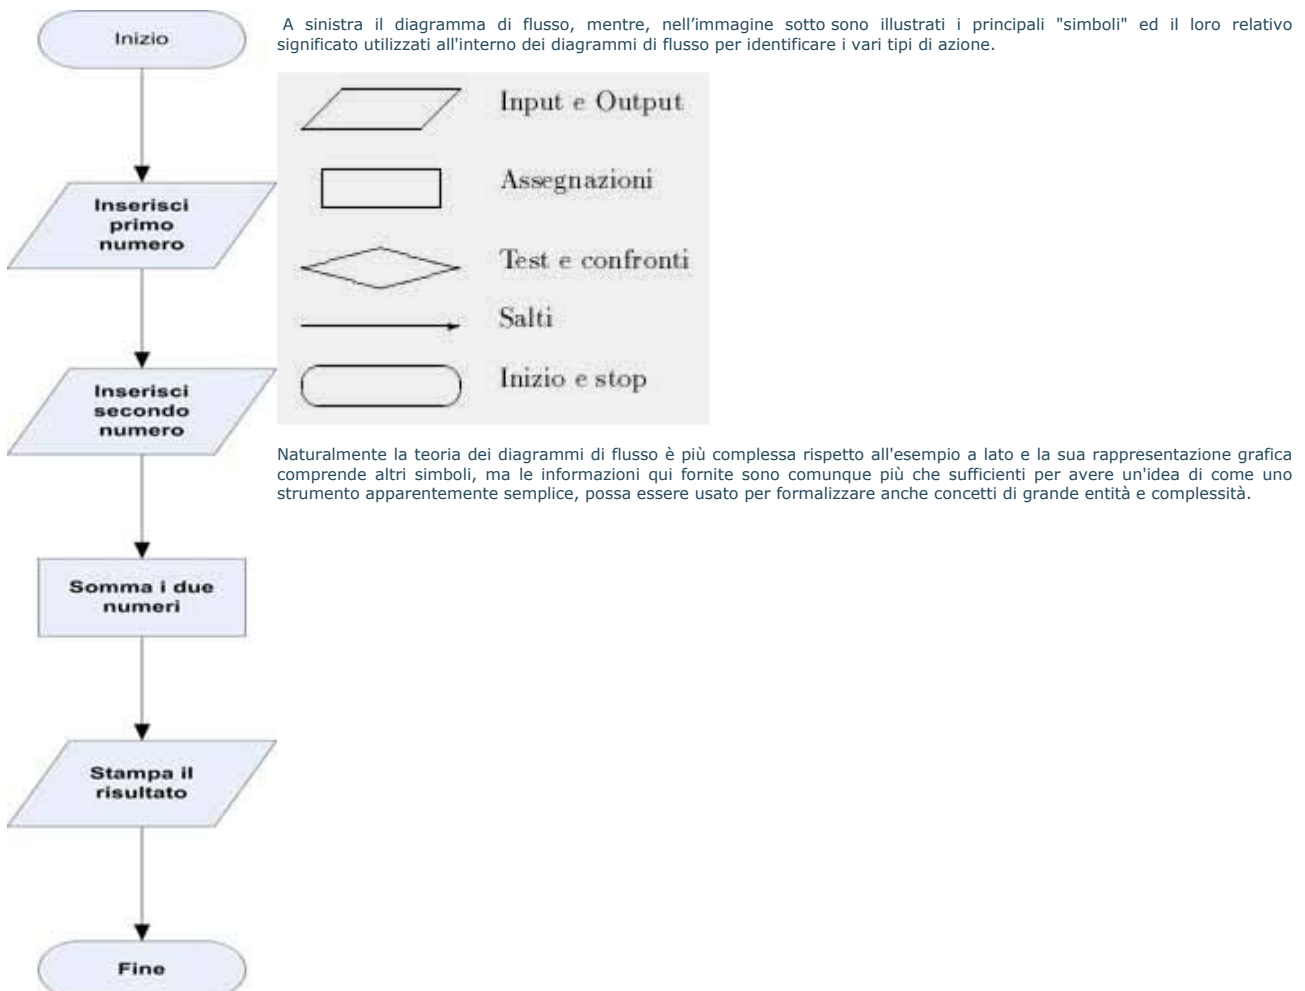 Inizio
Inserisci
primo
numero
Inserisci
secondo
numero
Somma i due
numeri
Stampa il
risultato
Fine
A sinistra il diagramma di flusso, mentre, nell’immagine sotto sono illustrati i principali "simboli" ed il loro relativo
significato utilizzati all'interno dei diagrammi di flusso per identificare i vari tipi di azione.
Input e Output
Assegnazioni
Test e confronti
Salti
Inizio e stop
Naturalmente la teoria dei diagrammi di flusso è più complessa rispetto all'esempio a lato e la sua rappresentazione grafica
comprende altri simboli, ma le informazioni qui fornite sono comunque più che sufficienti per avere un'idea di come uno
strumento apparentemente semplice, possa essere usato per formalizzare anche concetti di grande entità e complessità.